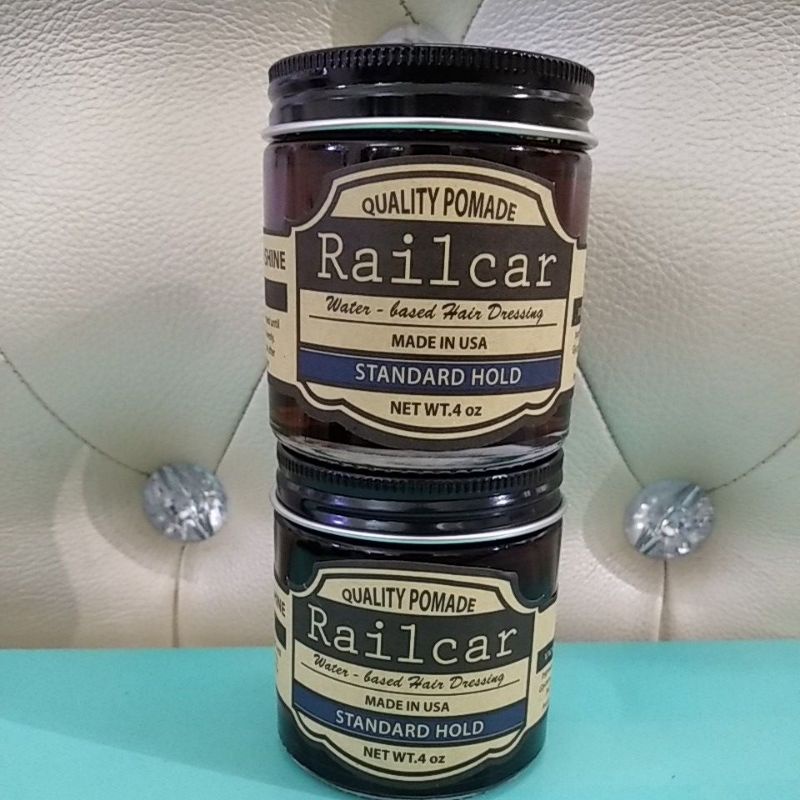 QUALITY POMADE
Railcar
Water - based Hair Dressing
MADE IN USA
STANDARD HOLD
NET WT.4 oz
QUALITY POMADE
Railcar
Water - based Hair Dressing
MADE IN USA
STANDARD HOLD
NET WT.4 oz